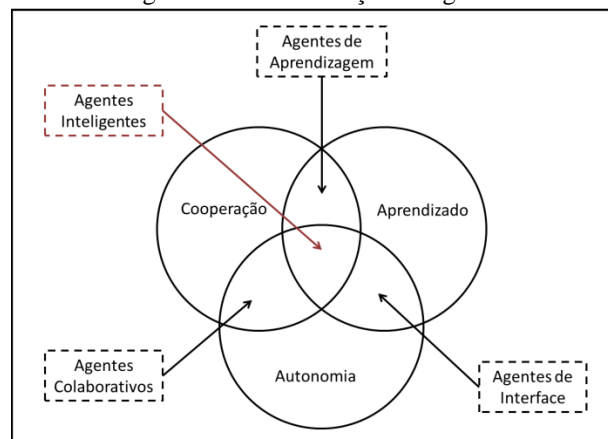 Agentes de
Aprendizagem
Agentes
Inteligentes
Cooperação
Aprendizado
Agentes
Colaborativos
Autonomia
Agentes de
Interface